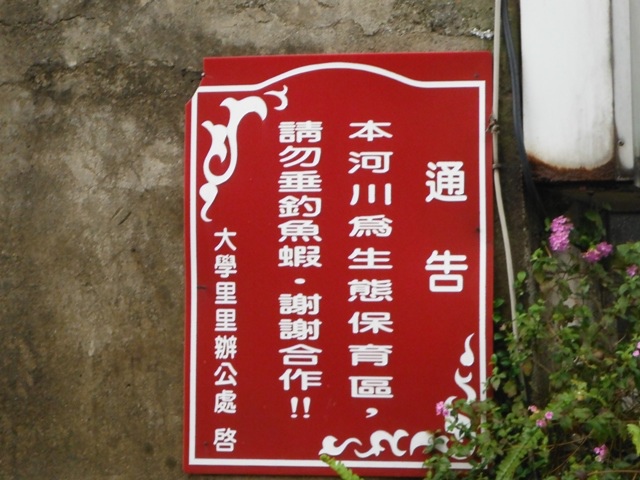 通告
本河川為生態保育區，
請勿垂釣魚蝦．謝謝合作!!
大學里里辦公處 啓